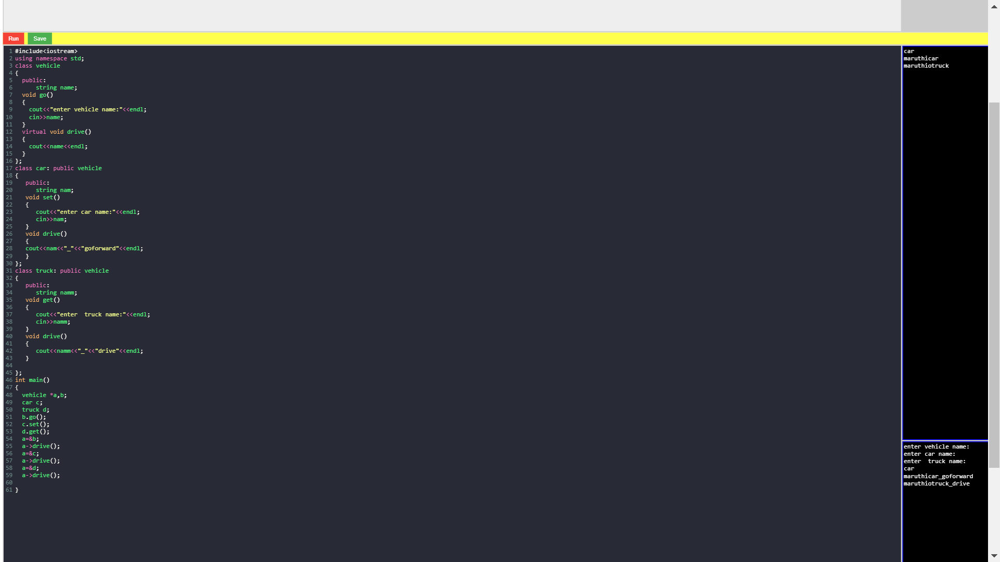 Run Save
1 #include<iostream>
2 using namespace std;
3 class vehicle
4 {
5   public:
6       string name;
7   void go()
8   {
9     cout<<"enter vehicle name:"<<endl;
10     cin>>name;
11   }
12   virtual void drive()
13   {
14     cout<<name<<endl;
15   }
16 };
17 class car: public vehicle
18 {
19    public:
20       string nam;
21    void set()
22    {
23       cout<<"enter car name:"<<endl;
24       cin>>nam;
25    }
26    void drive()
27    {
28    cout<<nam<<"_"<<"goforward"<<endl;
29    }
30 };
31 class truck: public vehicle
32 {
33    public:
34       string namm;
35    void get()
36    {
37       cout<<"enter  truck name:"<<endl;
38       cin>>namm;
39    }
40    void drive()
41    {
42       cout<<namm<<"_"<<"drive"<<endl;
43    }
44
45 };
46 int main()
47 {
48   vehicle *a,b;
49   car c;
50   truck d;
51   b.go();
52   c.set();
53   d.get();
54   a=&b;
55   a->drive();
56   a=&c;
57   a->drive();
58   a=&d;
59   a->drive();
60
61 }
car
maruthicar
maruthiotruck
enter vehicle name:
enter car name:
enter  truck name:
car
maruthicar_goforward
maruthiotruck_drive